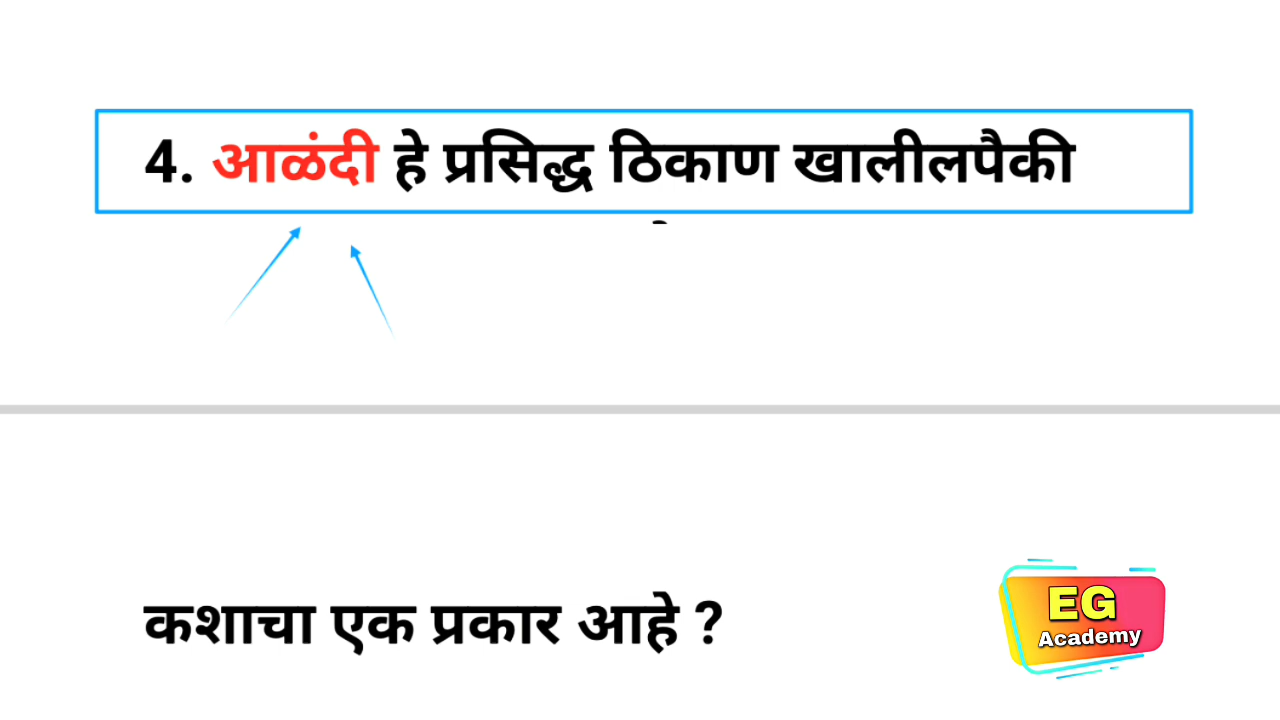 4. आळंदी हे प्रसिद्ध ठिकाण खालीलपैकी
कशाचा एक प्रकार आहे ?
EG
Academy